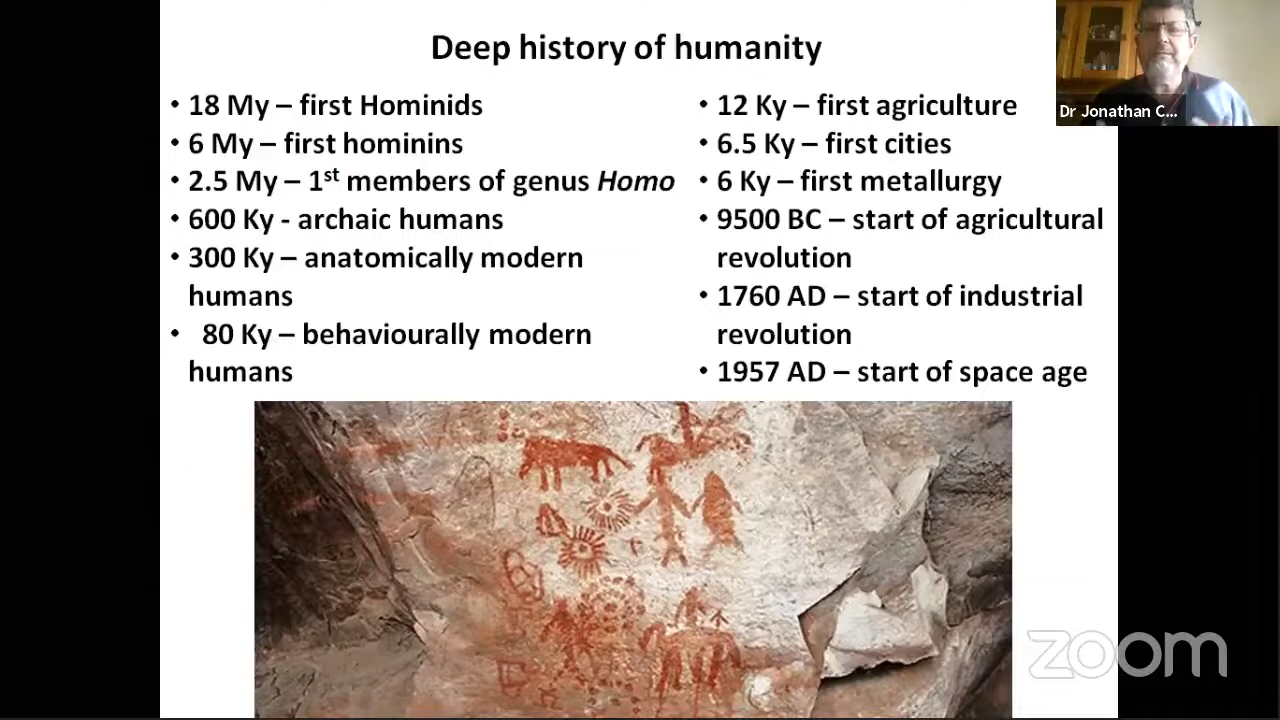 Deep history of humanity
• 18 My – first Hominids
• 6 My – first hominins
• 2.5 My – 1st members of genus Homo
• 600 Ky - archaic humans
• 300 Ky – anatomically modern
humans
• 80 Ky – behaviourally modern
humans
• 12 Ky – first agriculture
• 6.5 Ky – first cities
• 6 Ky – first metallurgy
• 9500 BC – start of agricultural
revolution
• 1760 AD – start of industrial
revolution
• 1957 AD – start of space age
Dr Jonathan C...
zoom